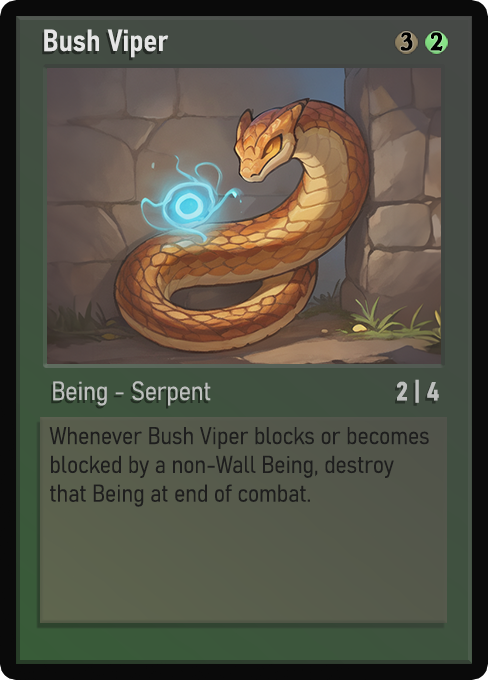 Bush Viper 3 2
Being - Serpent 2|4
Whenever Bush Viper blocks or becomes
blocked by a non-Wall Being, destroy
that Being at end of combat.